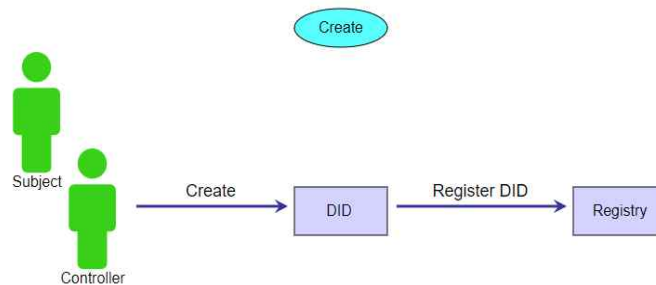 Create
Subject
Create
DID
Register DID
Registry
Controller